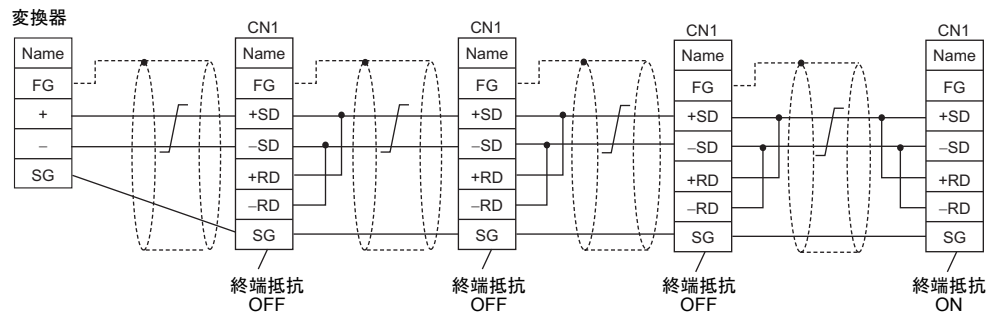 変換器
Name
FG
+
–
SG
CN1
Name
FG
+SD
–SD
+RD
–RD
SG
終端抵抗
OFF
CN1
Name
FG
+SD
–SD
+RD
–RD
SG
終端抵抗
OFF
CN1
Name
FG
+SD
–SD
+RD
–RD
SG
終端抵抗
OFF
CN1
Name
FG
+SD
–SD
+RD
–RD
SG
終端抵抗
ON